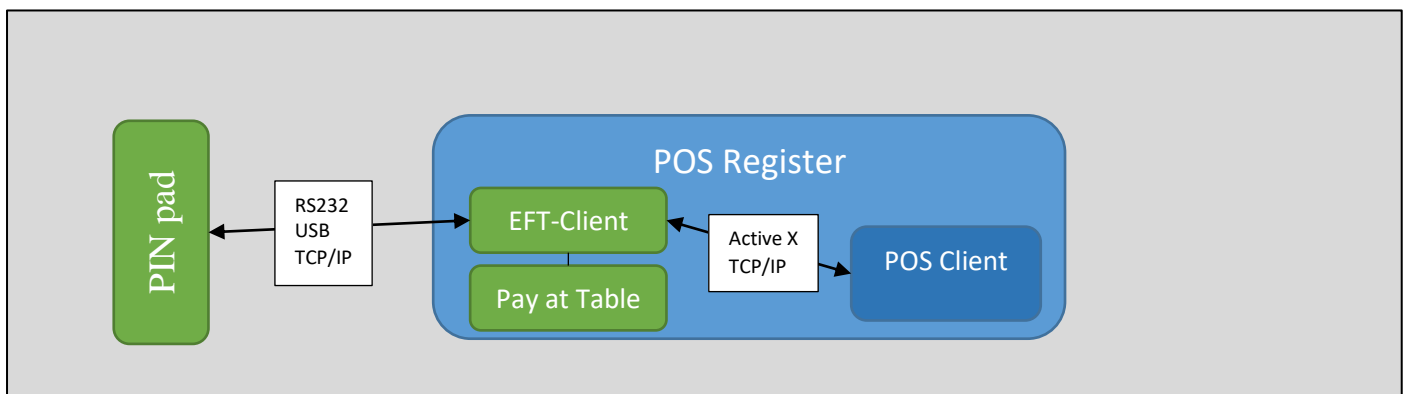 POS Register
PIN pad
RS232
USB
TCP/IP
EFT-Client
Pay at Table
Active X
TCP/IP
POS Client